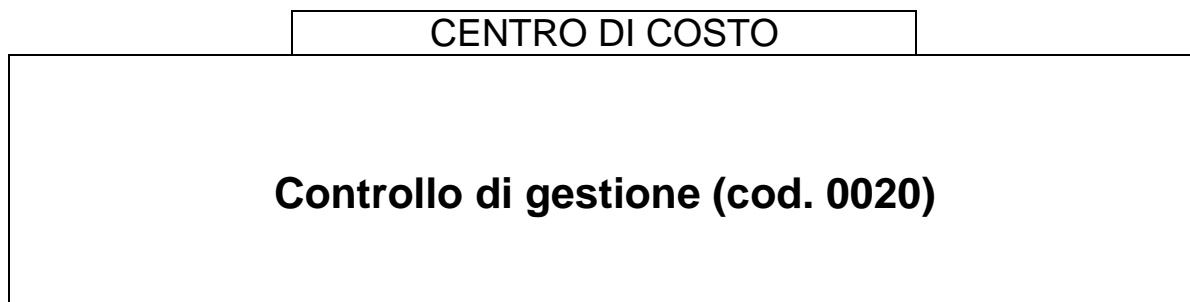 CENTRO DI COSTO
Controllo di gestione (cod. 0020)